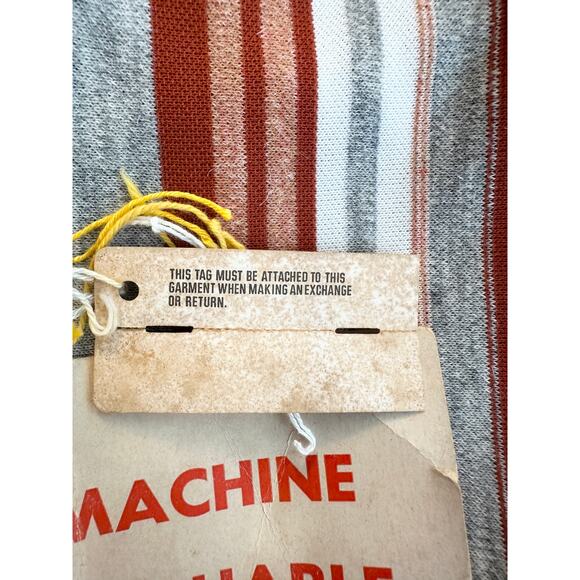 THIS TAG MUST BE ATTACHED TO THIS
GARMENT WHEN MAKING AN EXCHANGE
OR RETURN.
MACHINE